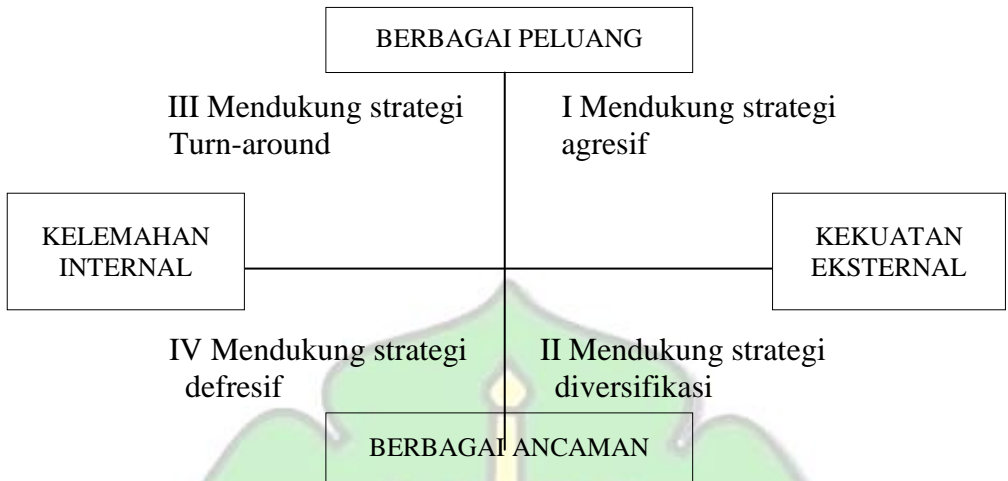 BERBAGAI PELUANG
III Mendukung strategi
Turn-around
I Mendukung strategi
agresif
KELEMAHAN
INTERNAL
KEKUATAN
EKSTERNAL
IV Mendukung strategi
defresif
II Mendukung strategi
diversifikasi
BERBAGAI ANCAMAN